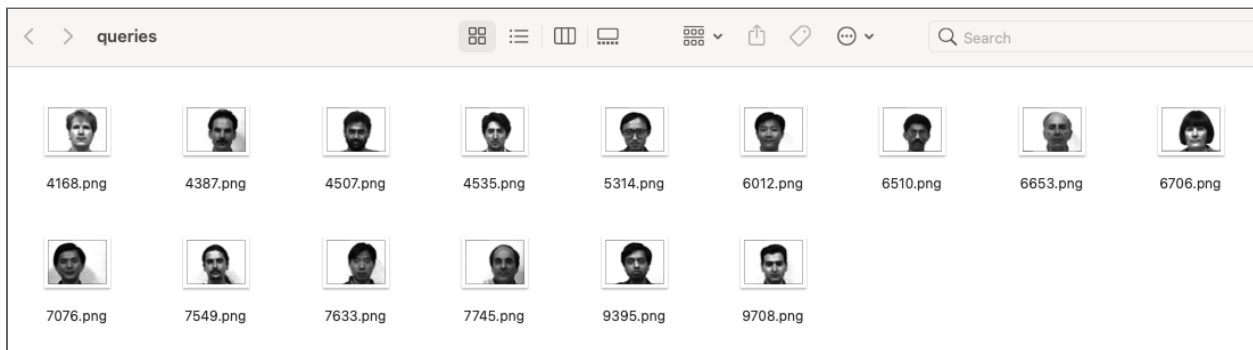 queries
Search
4168.png 4387.png 4507.png 4535.png 5314.png 6012.png 6510.png 6653.png 6706.png
7076.png 7549.png 7633.png 7745.png 9395.png 9708.png